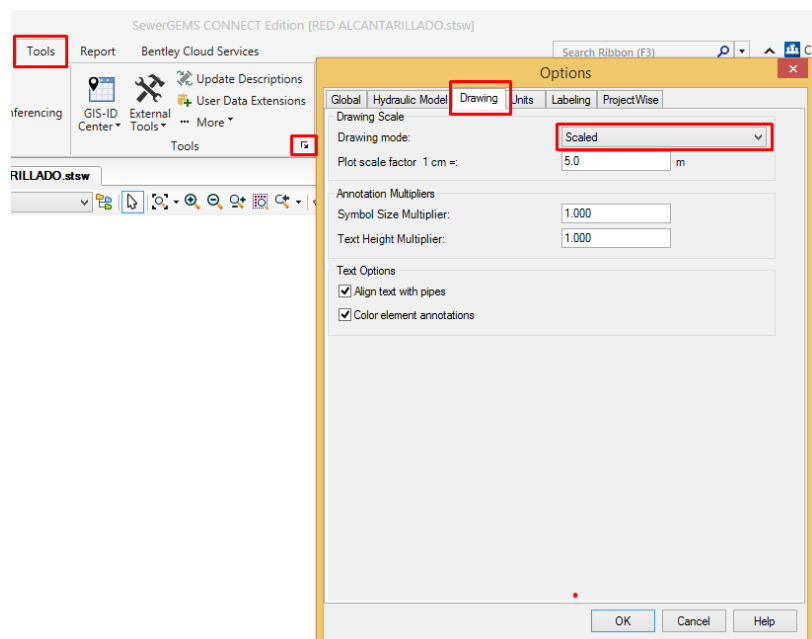 SewerGEMS CONNECT Edition [RED ALCANTARILLADO.stsw]
Tools Report Bentley Cloud Services
Search Ribbon (F3)
Update Descriptions
User Data Extensions
GIS-ID Center
External Tools
More
Tools
RILLADO.stsw
Options
Global Hydraulic Model Drawing Units Labeling ProjectWise
Drawing Scale
Drawing mode: Scaled
Plot scale factor 1 cm =: 5.0 m
Annotation Multipliers
Symbol Size Multiplier: 1.000
Text Height Multiplier: 1.000
Text Options
Align text with pipes
Color element annotations
OK Cancel Help